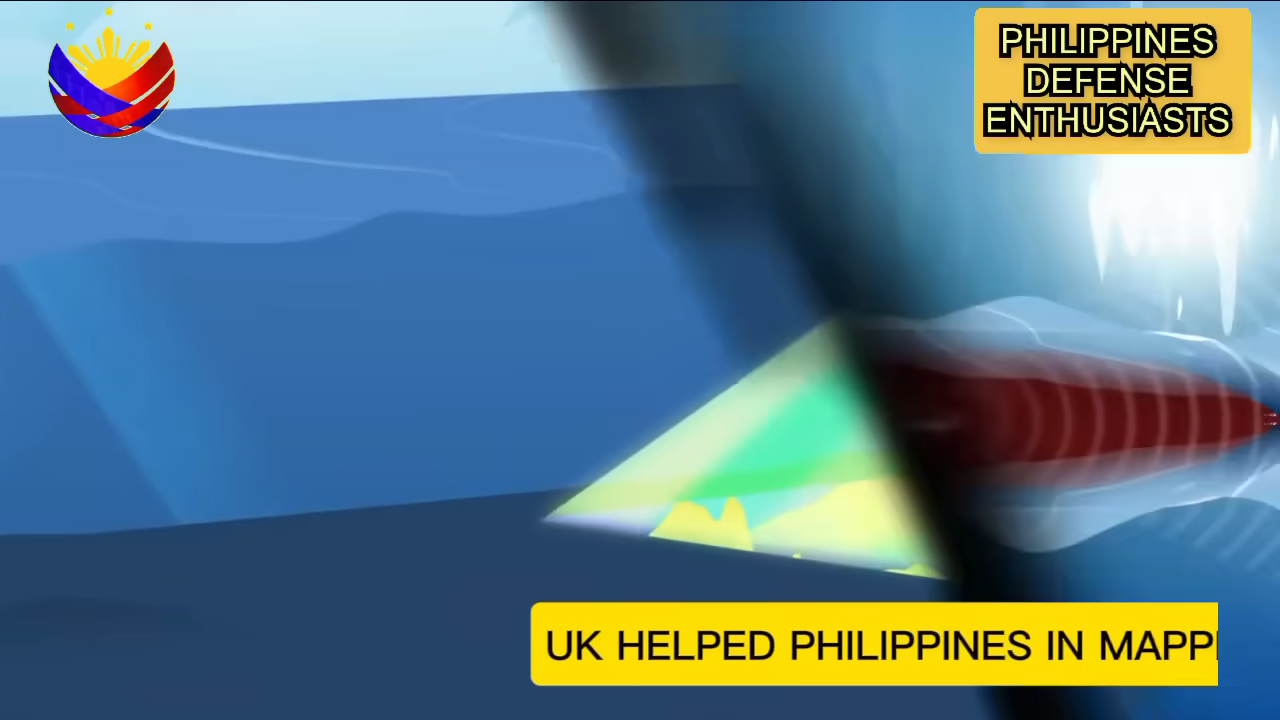 PHILIPPINES
DEFENSE
ENTHUSIASTS
UK HELPED PHILIPPINES IN